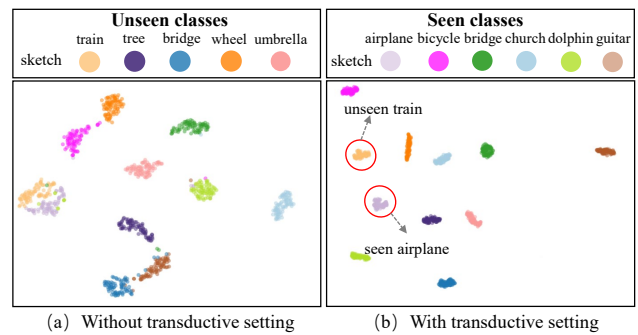 Unseen classes
train tree bridge wheel umbrella
sketch
Seen classes
airplane bicycle bridge church dolphin guitar
sketch
unseen train
seen airplane
(a) Without transductive setting
(b) With transductive setting